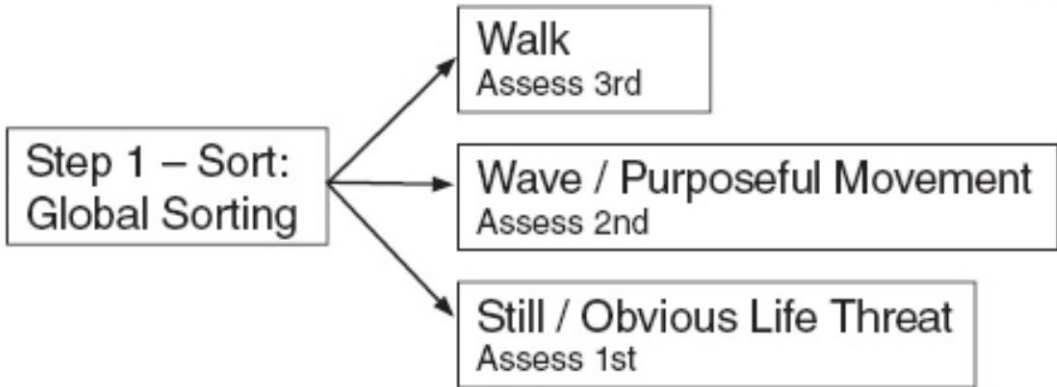 Walk
Assess 3rd
Step 1 – Sort:
Global Sorting
Wave / Purposeful Movement
Assess 2nd
Still / Obvious Life Threat
Assess 1st